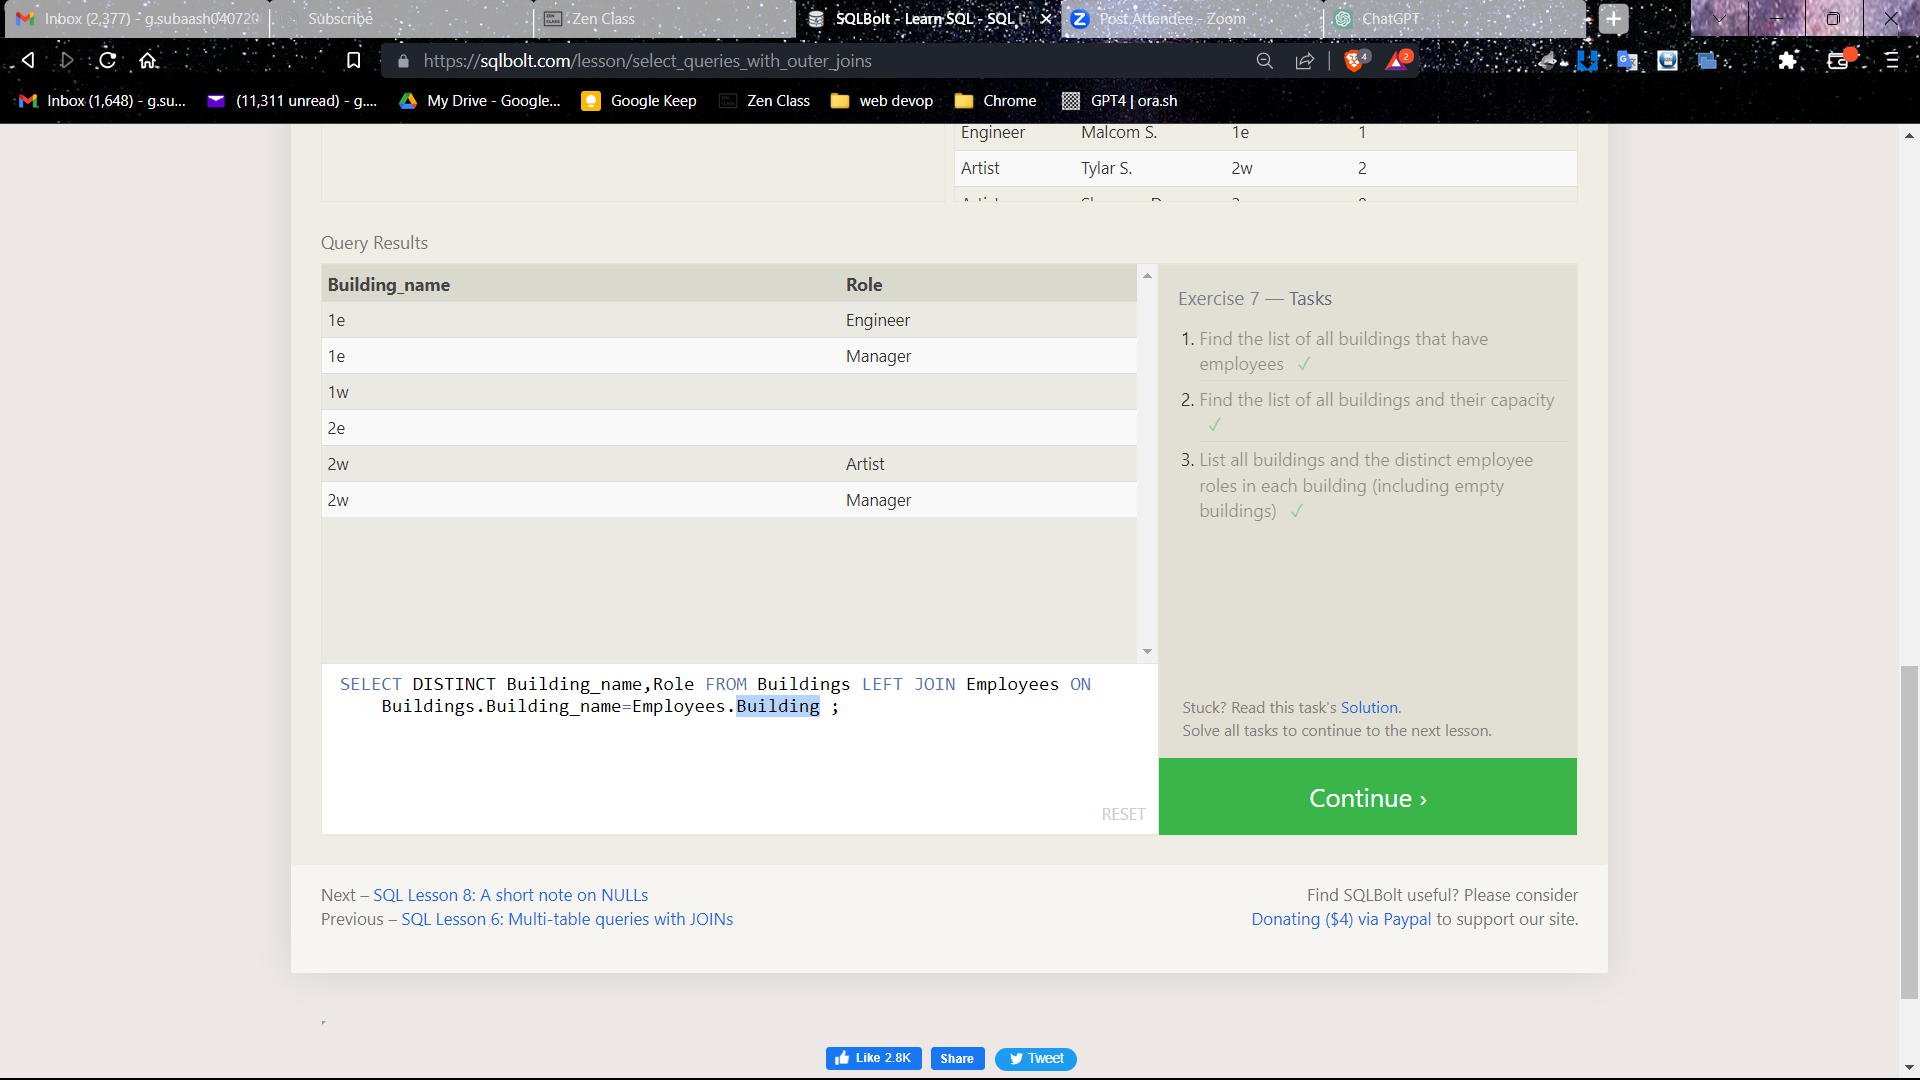 Inbox (2,377) - g.subaash040720
Subscribe
Zen Class
SQLBolt - Learn SQL - SQL
Post Attendee - Zoom
ChatGPT
https://sqlbolt.com/lesson/select_queries_with_outer_joins
4
2
Inbox (1,648) - g.su...
(11,311 unread) - g....
My Drive - Google...
Google Keep
Zen Class
web devop
Chrome
GPT4 | ora.sh
Engineer Malcom S. 1e 1
Artist Tylar S. 2w 2
Query Results
Building_name Role
1e Engineer
1e Manager
1w
2e
2w Artist
2w Manager
Exercise 7 — Tasks
1. Find the list of all buildings that have
employees ✓
2. Find the list of all buildings and their capacity
✓
3. List all buildings and the distinct employee
roles in each building (including empty
buildings) ✓
SELECT DISTINCT Building_name,Role FROM Buildings LEFT JOIN Employees ON
Buildings.Building_name=Employees.Building ;
RESET
Stuck? Read this task's Solution.
Solve all tasks to continue to the next lesson.
Continue ›
Next – SQL Lesson 8: A short note on NULLs
Previous – SQL Lesson 6: Multi-table queries with JOINs
Find SQLBolt useful? Please consider
Donating ($4) via Paypal to support our site.
Like 2.8K
Share
Tweet